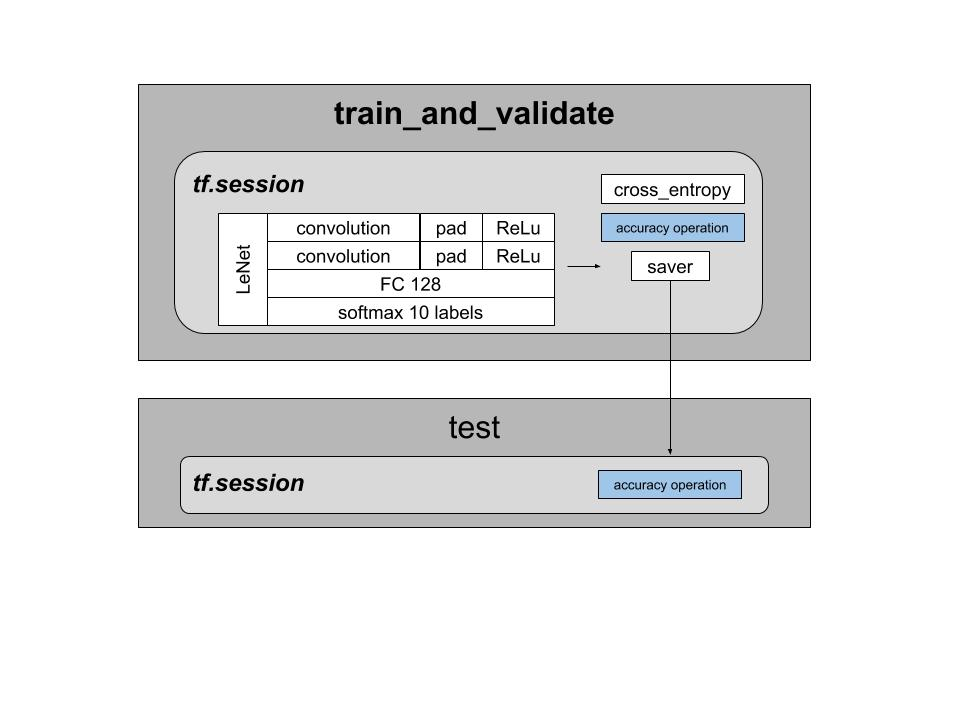 train_and_validate
tf.session
cross_entropy
accuracy operation
saver
LeNet
convolution pad ReLu
convolution pad ReLu
FC 128
softmax 10 labels
test
tf.session
accuracy operation